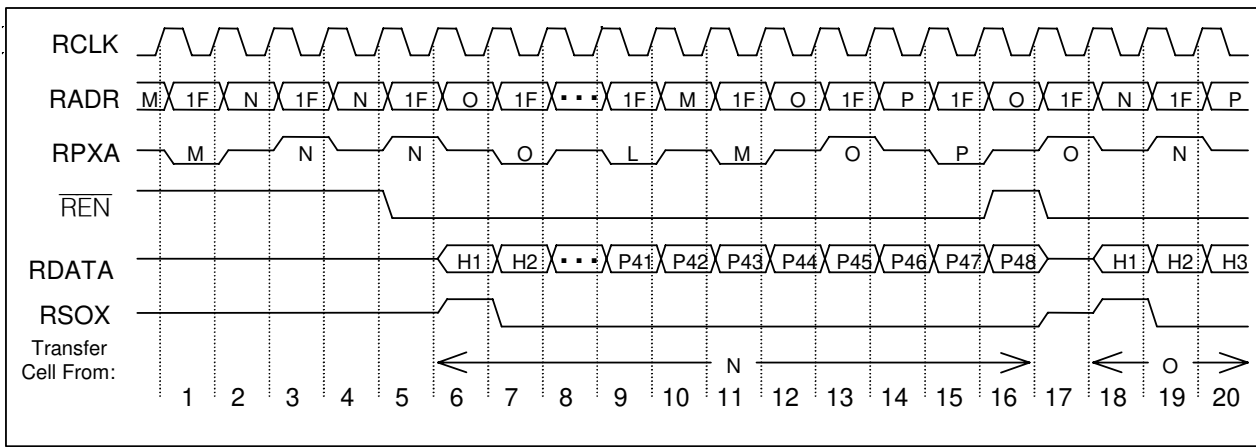 RCLK
RADR M 1F N 1F N 1F O 1F ··· 1F M 1F O 1F P 1F O 1F N 1F P
RPXA M N N O L M O P O N
REN
RDATA H1 H2 ··· P41 P42 P43 P44 P45 P46 P47 P48 H1 H2 H3
RSOX
Transfer
Cell From: N O
1 2 3 4 5 6 7 8 9 10 11 12 13 14 15 16 17 18 19 20